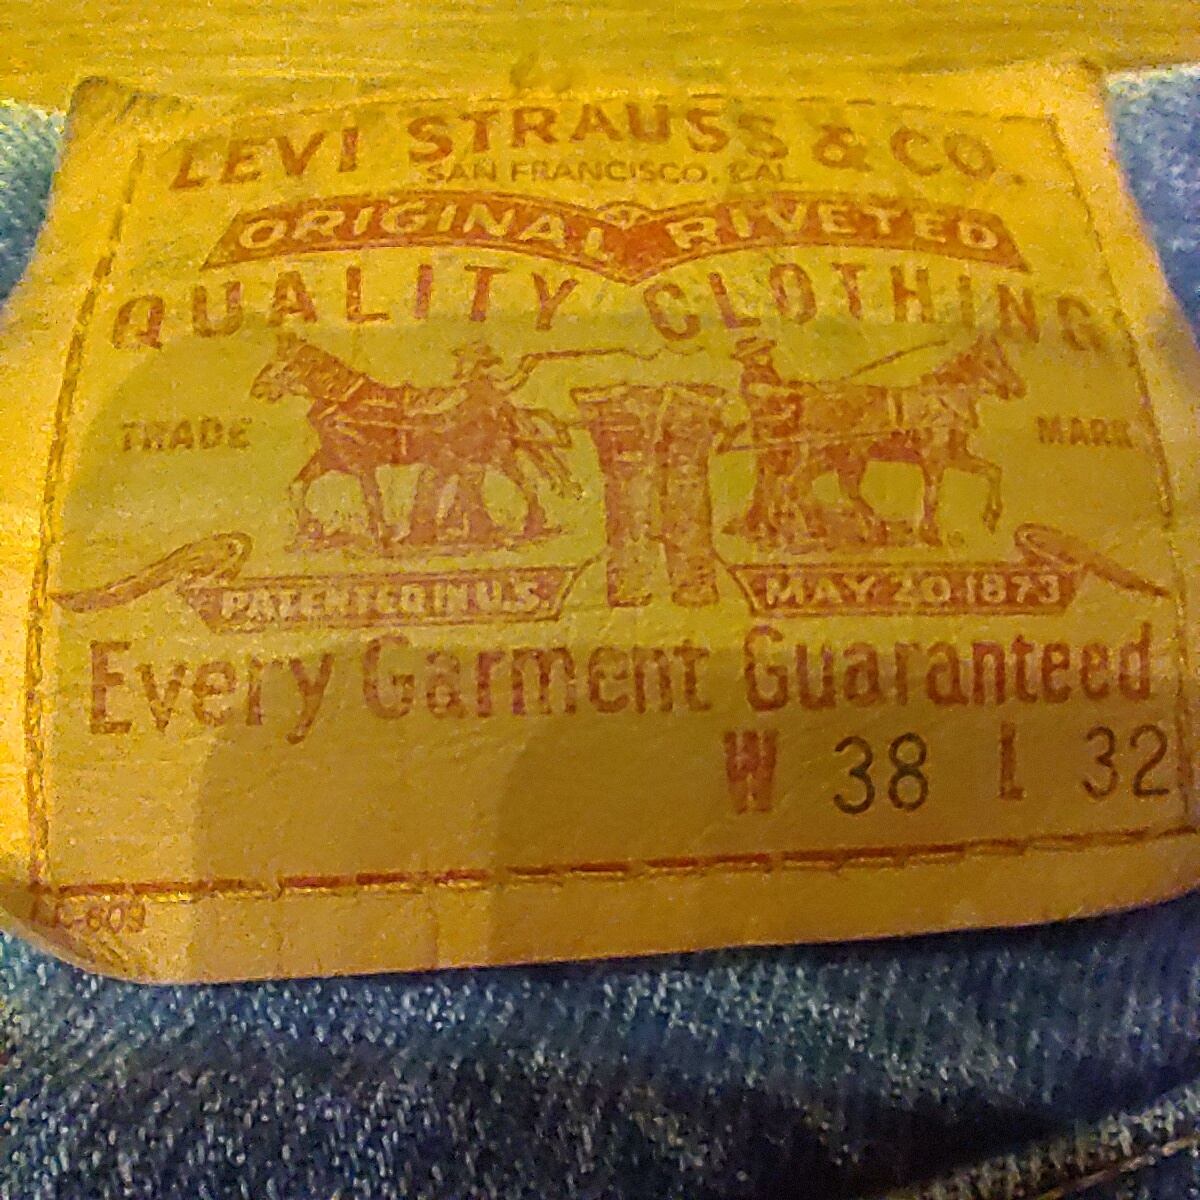 LEVI STRAUSS & CO.
SAN FRANCISCO, CAL.
ORIGINAL RIVETED
QUALITY CLOTHING
TRADE MARK
PATENTED IN U.S. MAY 20 1873
Every Garment Guaranteed
W 38 L 32